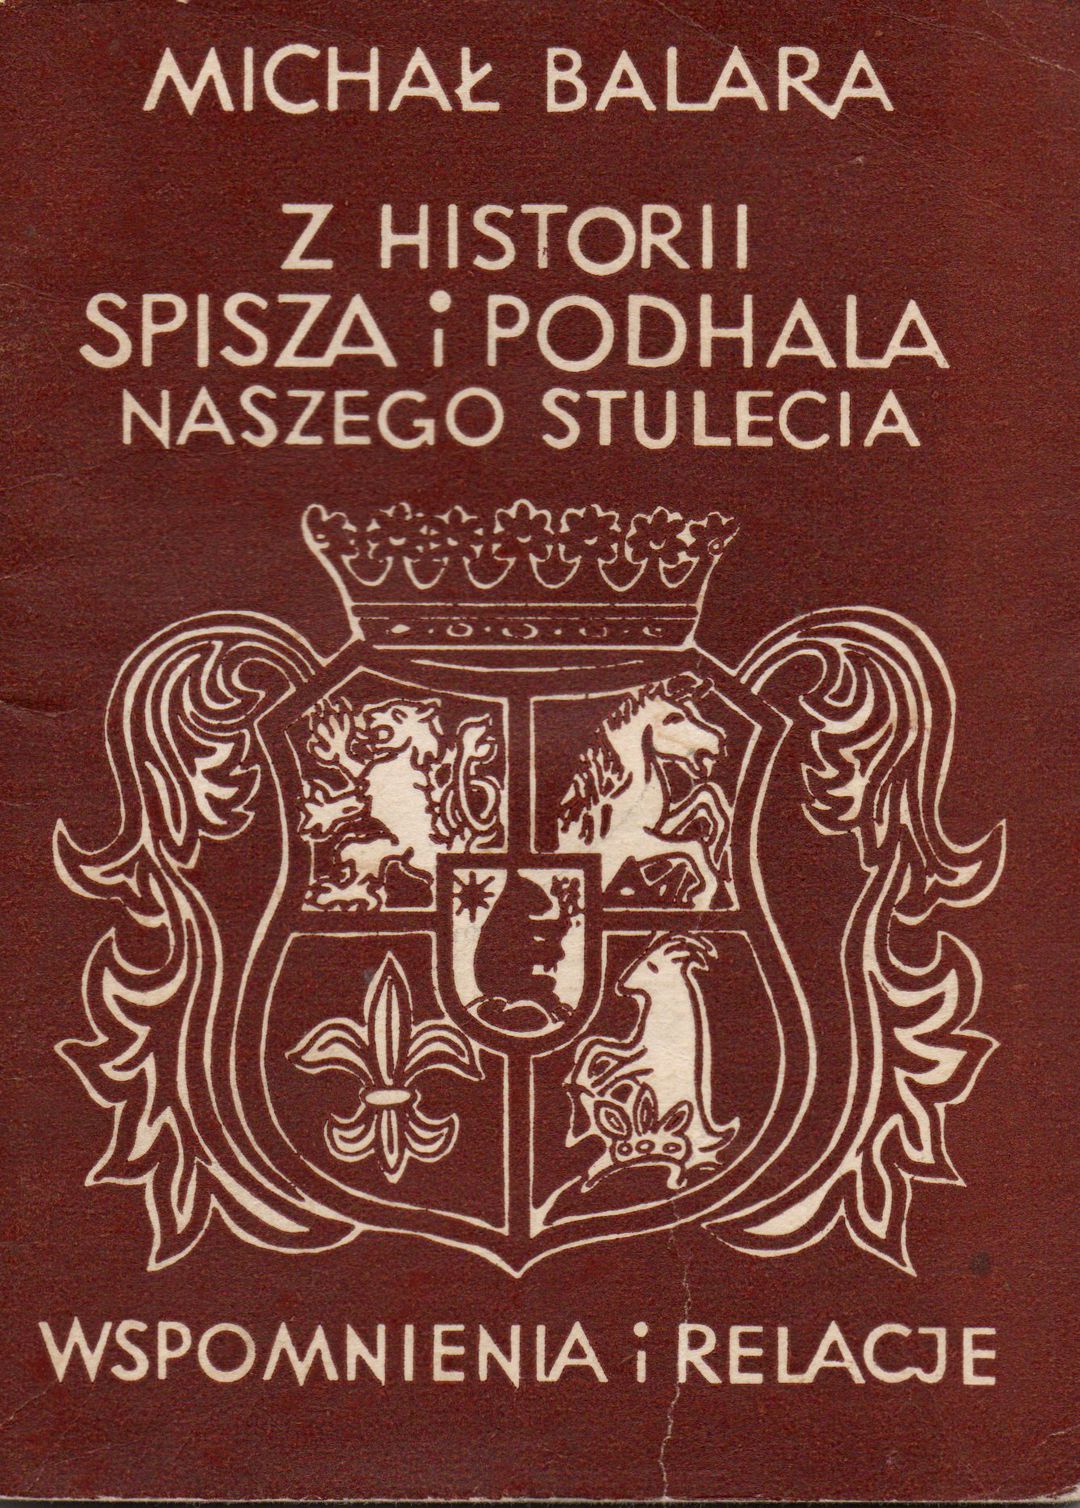 MICHAŁ BALARA
Z HISTORII
SPISZA i PODHALA
NASZEGO STULECIA
WSPOMNIENIA i RELACJE